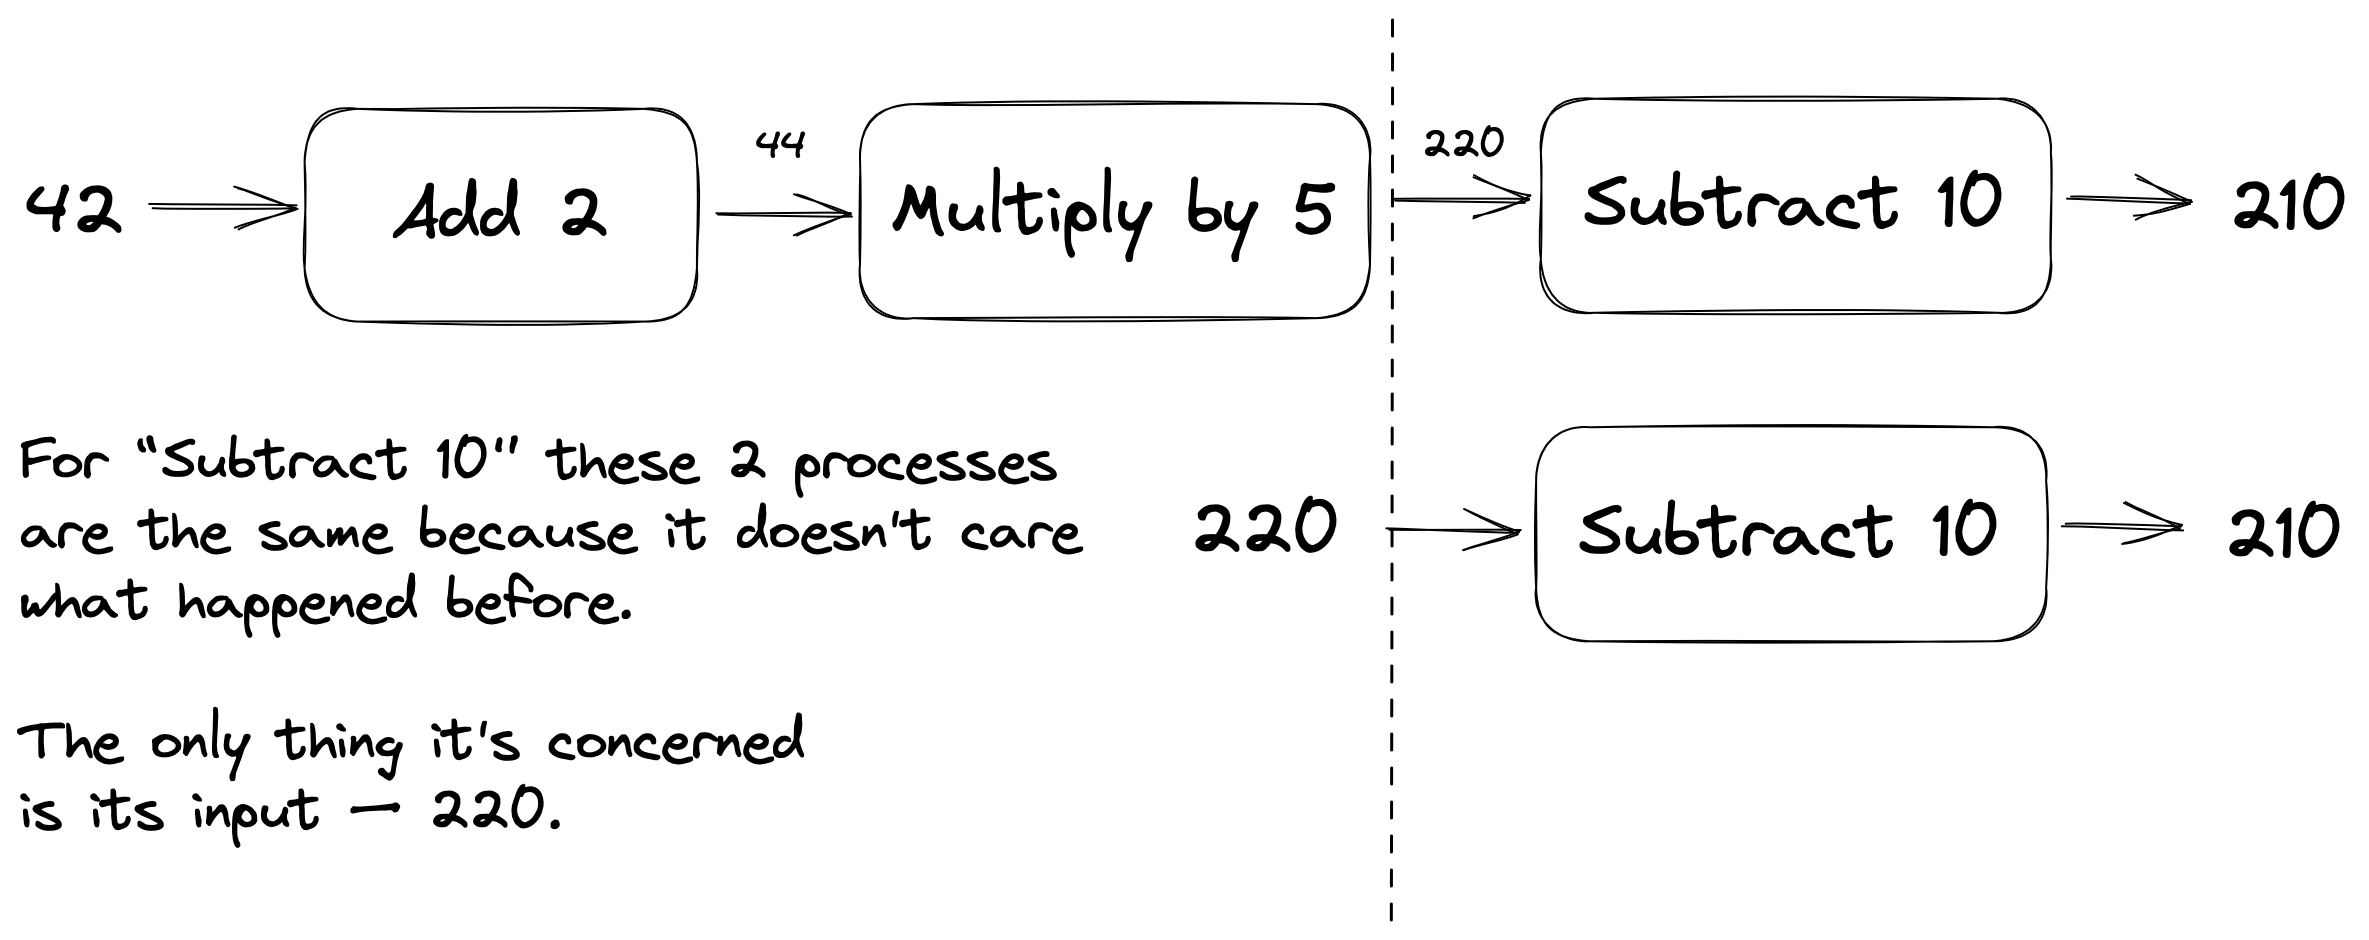 42
Add 2
44
Multiply by 5
220
Subtract 10
210
For "Subtract 10" these 2 processes
are the same because it doesn't care
what happened before.
The only thing it's concerned
is its input — 220.
220
Subtract 10
210